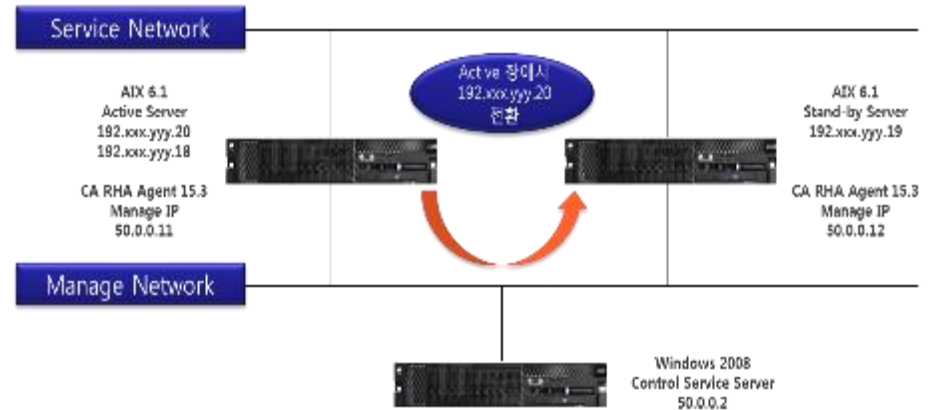 Service Network
Active 장애시
192.xxx.yyy.20
전환
AIX 6.1
Active Server
192.xxx.yyy.20
192.xxx.yyy.18
CA RHA Agent 15.3
Manage IP
50.0.0.11
AIX 6.1
Stand-by Server
192.xxx.yyy.19
CA RHA Agent 15.3
Manage IP
50.0.0.12
Manage Network
Windows 2008
Control Service Server
50.0.0.2